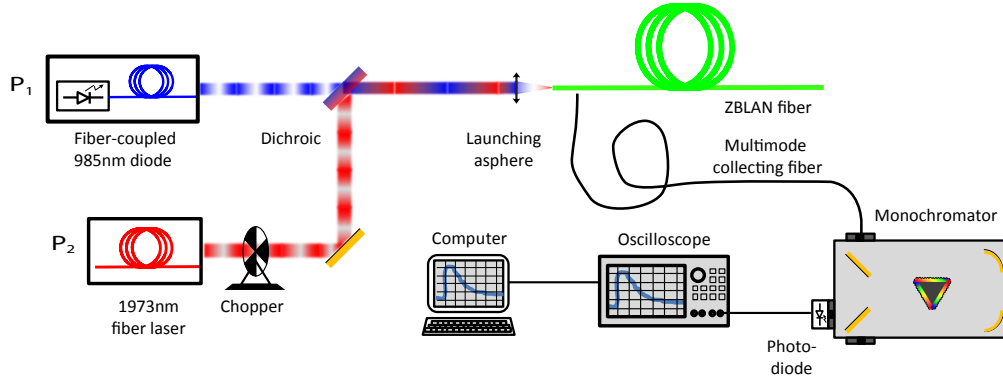 P1
Fiber-coupled
985nm diode
Dichroic
Launching
asphere
ZBLAN fiber
Multimode
collecting fiber
Monochromator
P2
1973nm
fiber laser
Chopper
Computer
Oscilloscope
Photo-
diode